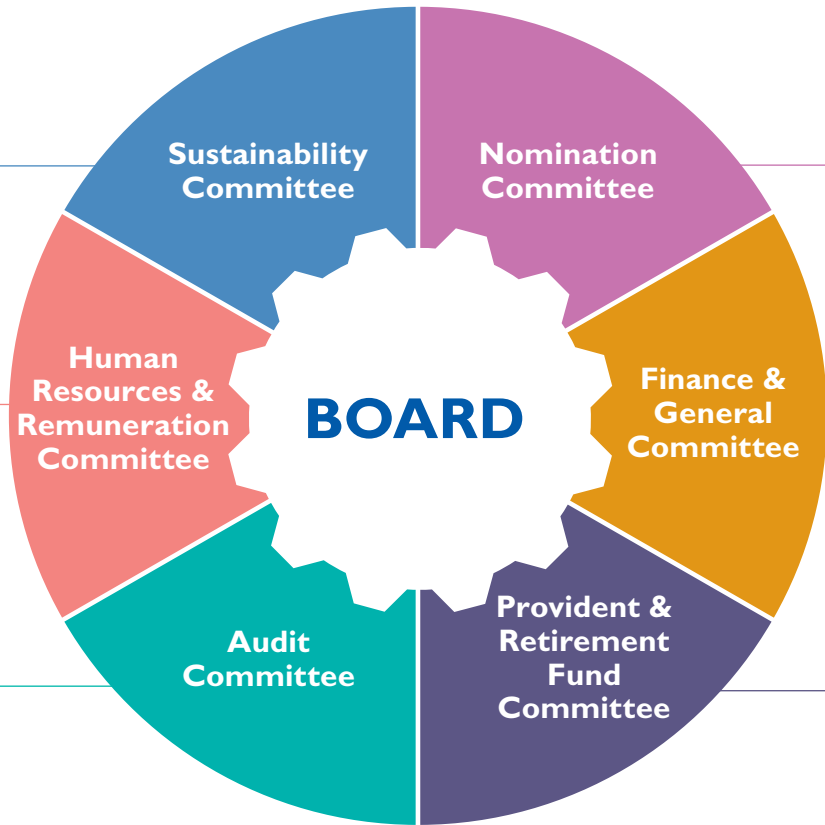 Sustainability
Committee
Nomination
Committee
Human
Resources &
Remuneration
Committee
BOARD
Finance &
General
Committee
Audit
Committee
Provident &
Retirement
Fund
Committee